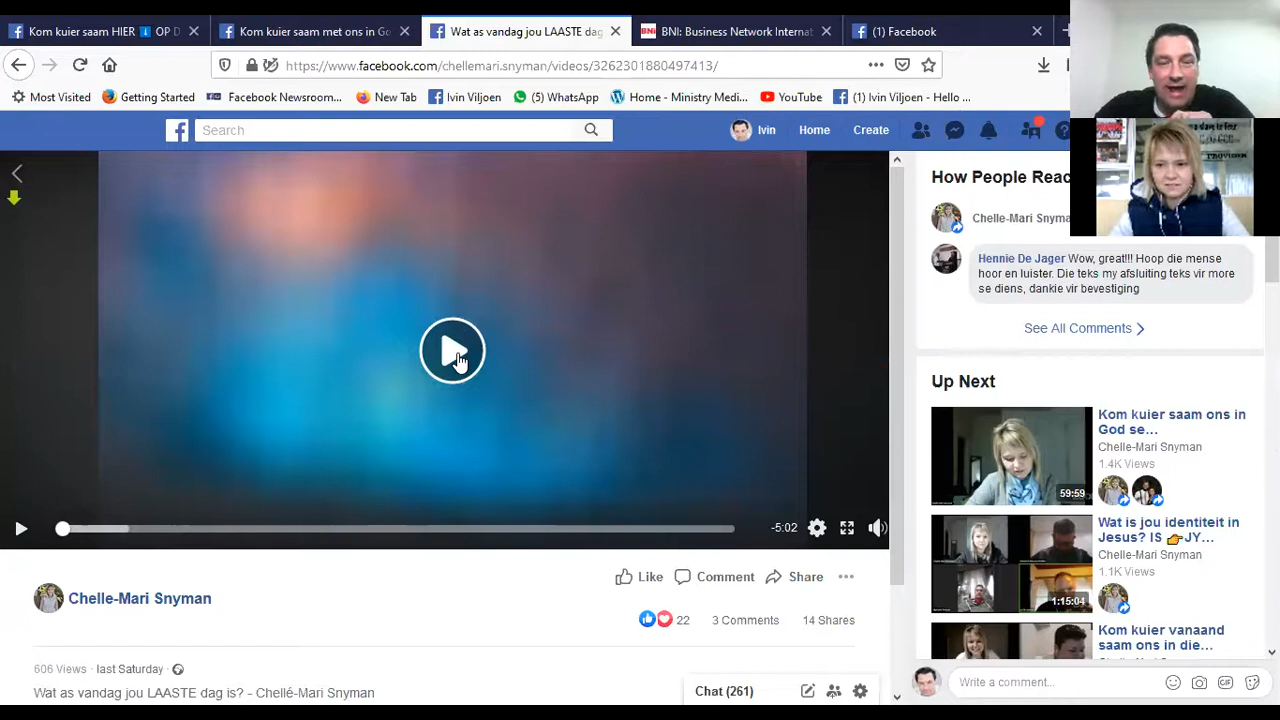 Kom kuier saam HIER OP D
Kom kuier saam met ons in Go
Wat as vandag jou LAASTE dag
BNI: Business Network Internat
(1) Facebook
https://www.facebook.com/chellemari.snyman/videos/3262301880497413/
Most Visited
Getting Started
Facebook Newsroom...
New Tab
Ivin Viljoen
(5) WhatsApp
Home - Ministry Medi...
YouTube
(1) Ivin Viljoen - Hello ...
Search
Ivin
Home
Create
How People Reac
Chelle-Mari Snyma
Hennie De Jager Wow, great!!! Hoop die mense
hoor en luister. Die teks my afsluiting teks vir more
se diens, dankie vir bevestiging
See All Comments
Up Next
Kom kuier saam ons in
God se...
Chelle-Mari Snyman
1.4K Views
59:59
Wat is jou identiteit in
Jesus? IS 👉JY...
Chelle-Mari Snyman
1.1K Views
1:15:04
Kom kuier vanaand
saam ons in die...
-5:02
Like
Comment
Share
Chelle-Mari Snyman
22
3 Comments
14 Shares
606 Views · last Saturday ·
Wat as vandag jou LAASTE dag is? - Chellé-Mari Snyman
Chat (261)
Write a comment...
GIF